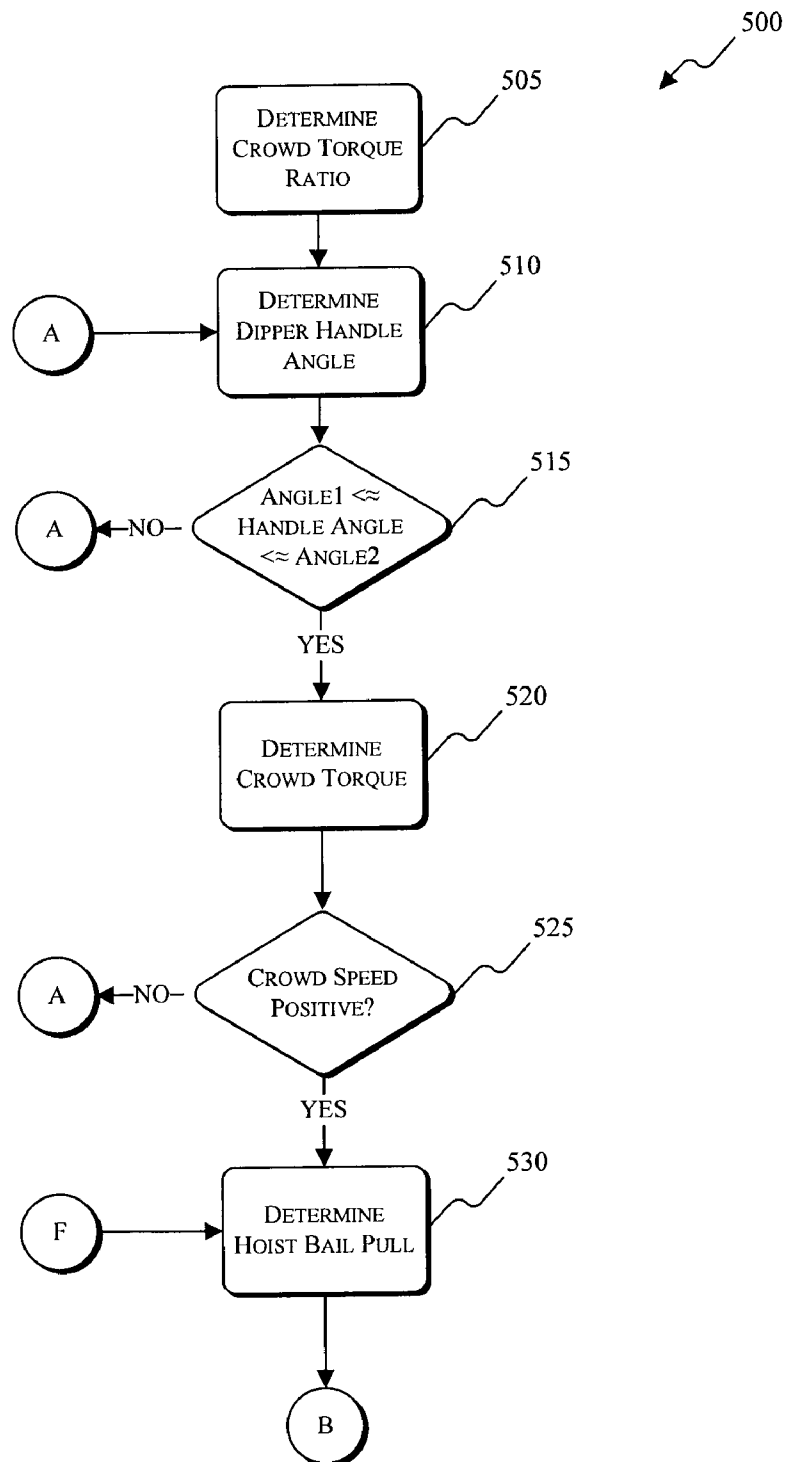 500
505
DETERMINE
CROWD TORQUE
RATIO
510
A
DETERMINE
DIPPER HANDLE
ANGLE
515
ANGLE1 <≈
A
NO
HANDLE ANGLE
<≈ ANGLE2
YES
520
DETERMINE
CROWD TORQUE
525
A
NO
CROWD SPEED
POSITIVE?
YES
530
F
DETERMINE
HOIST BAIL PULL
B